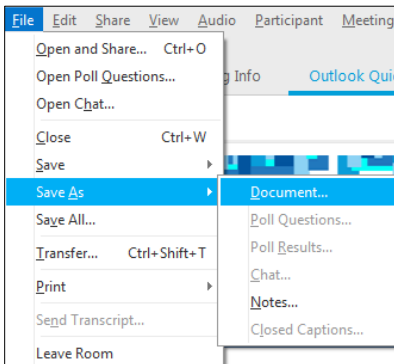 File Edit Share View Audio Participant Meeting
Open and Share... Ctrl+O
Open Poll Questions... Info Outlook Qui
Open Chat...
Close Ctrl+W
Save
Save As Document...
Save All... Poll Questions...
Transfer... Ctrl+Shift+T Poll Results...
Chat...
Print Notes...
Send Transcript... Closed Captions...
Leave Room